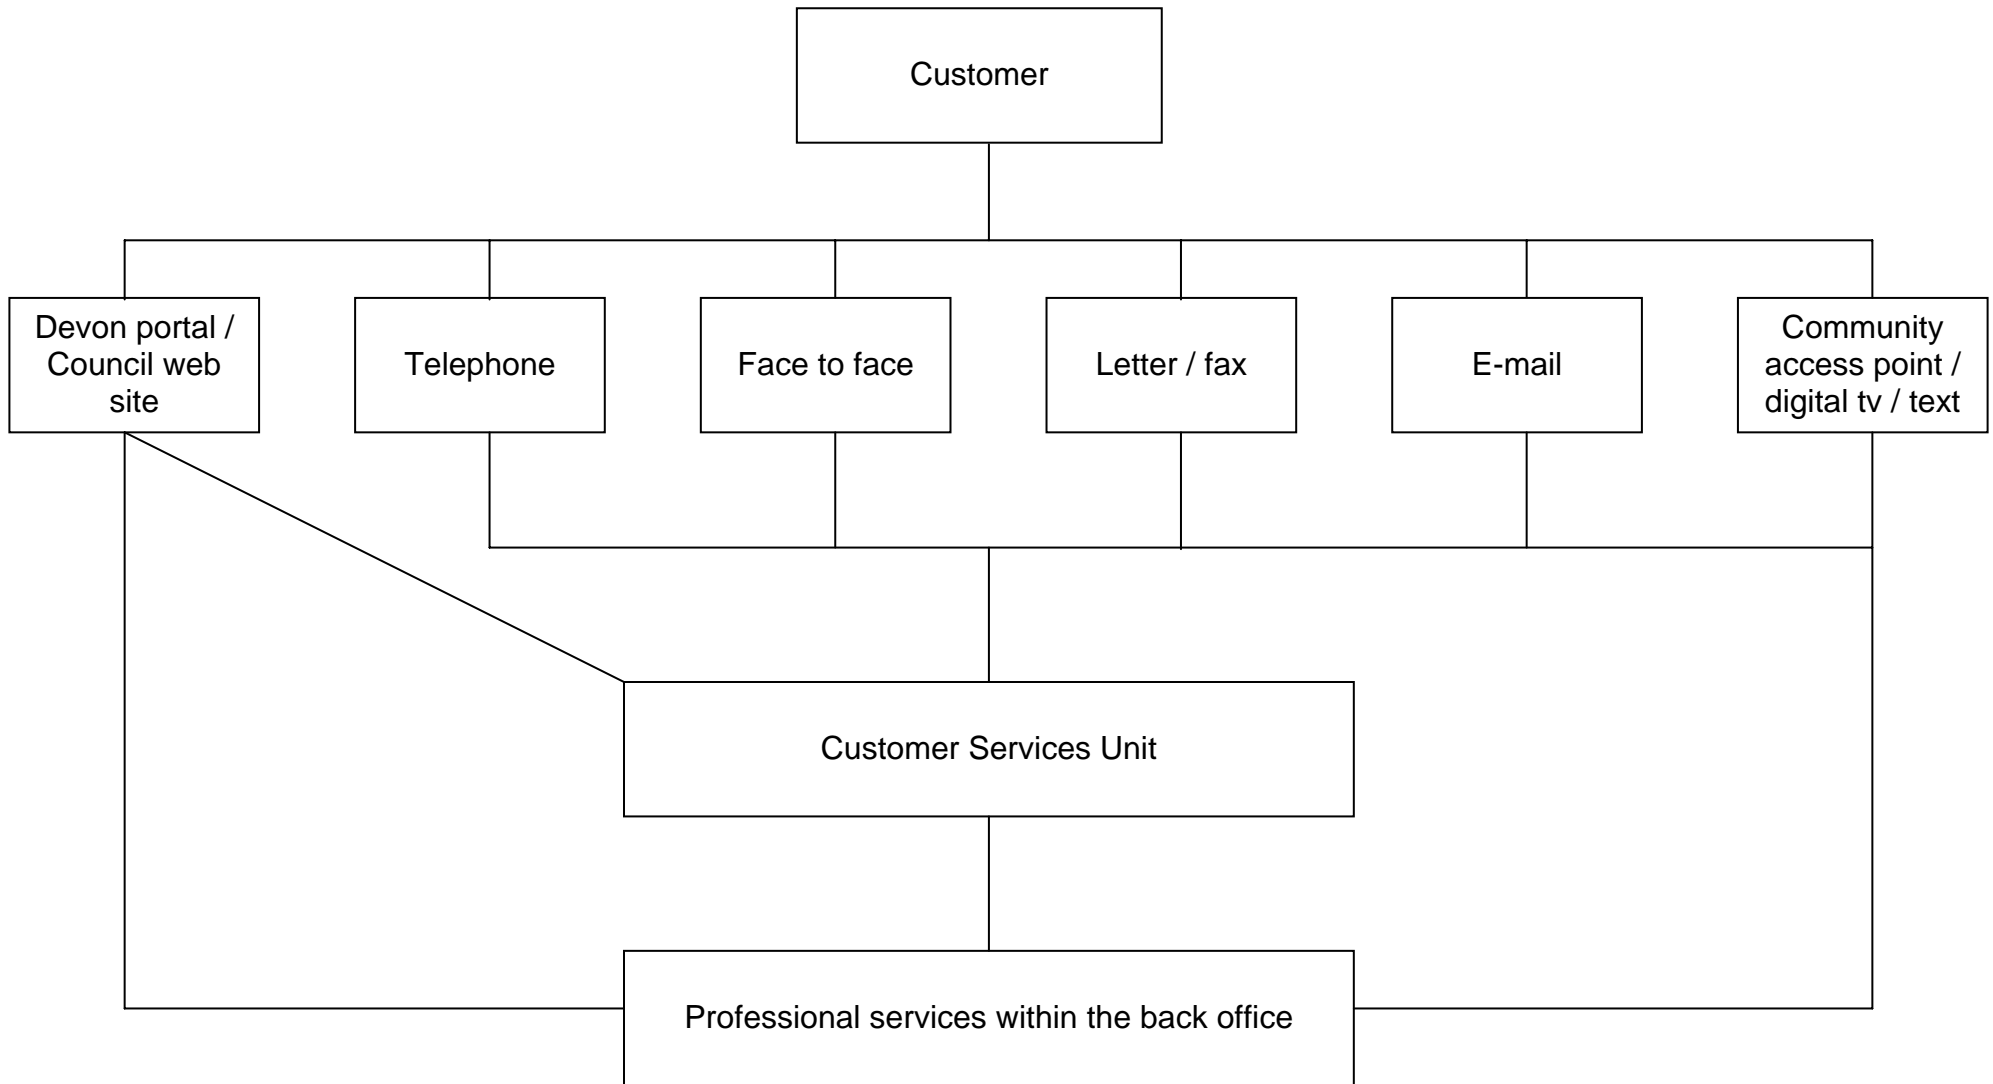 Customer
Devon portal /
Council web
site
Telephone
Face to face
Letter / fax
E-mail
Community
access point /
digital tv / text
Customer Services Unit
Professional services within the back office